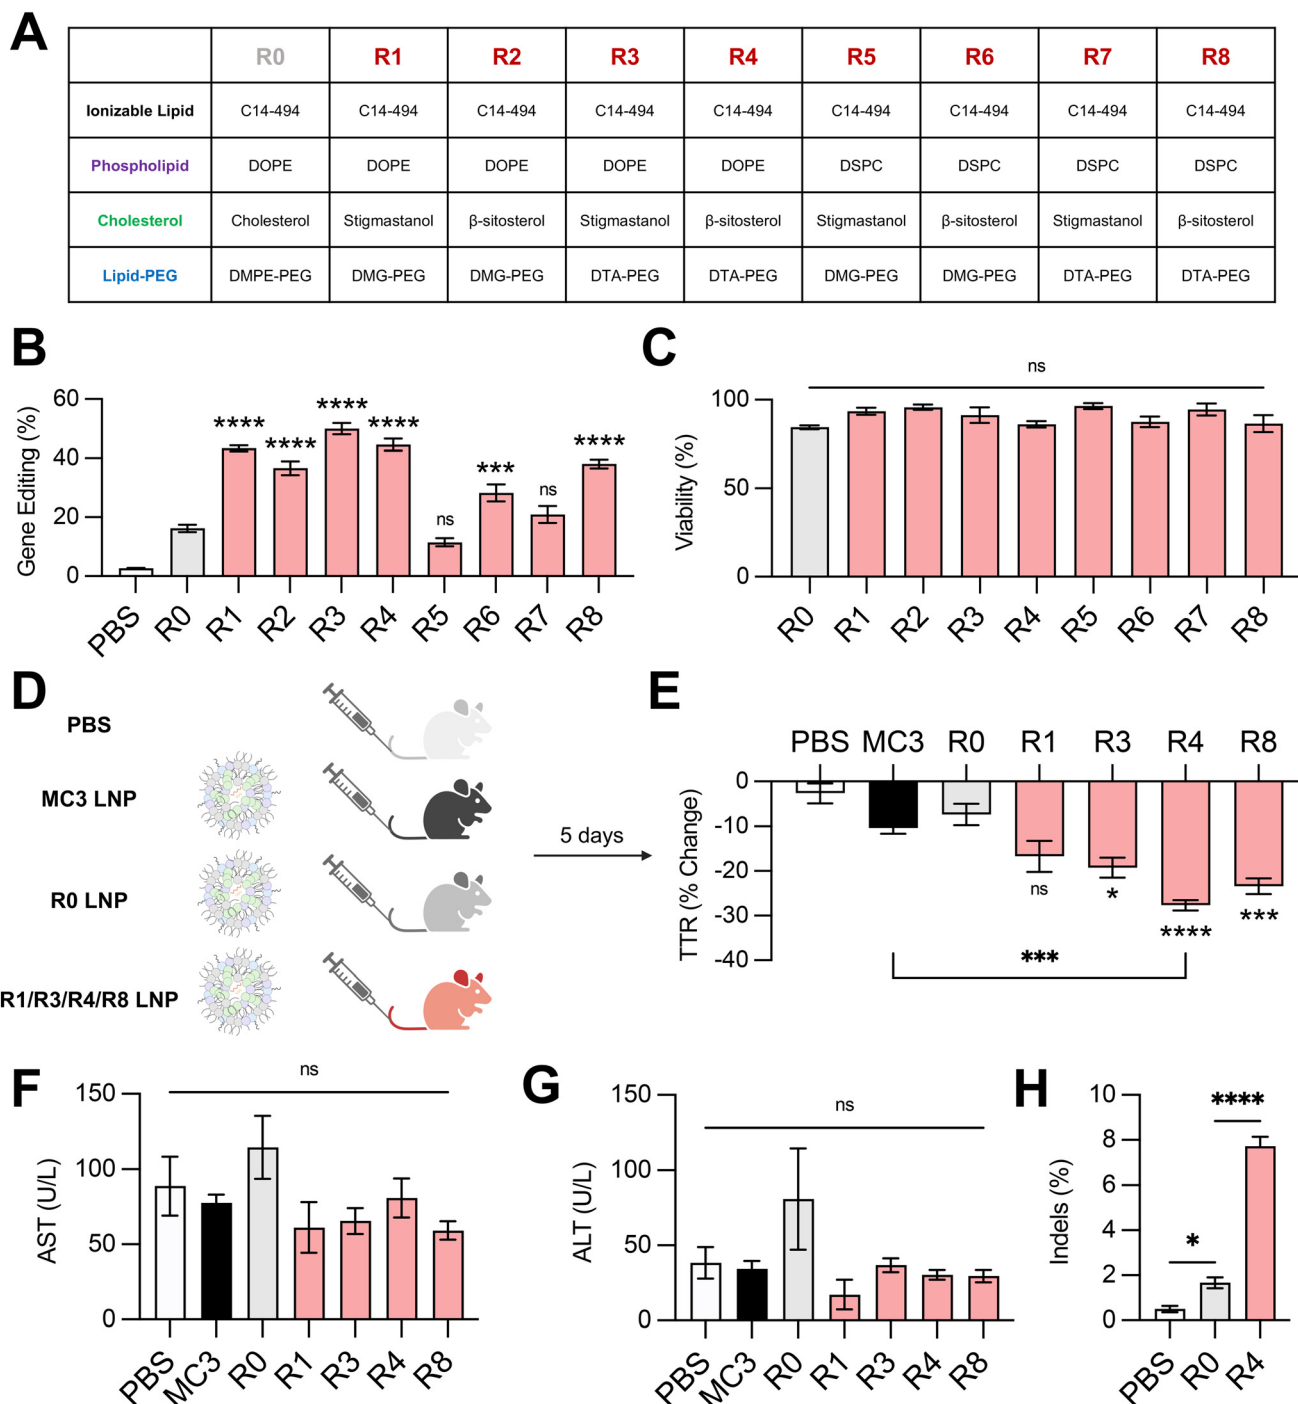 A
R0 R1 R2 R3 R4 R5 R6 R7 R8
Ionizable Lipid C14-494 C14-494 C14-494 C14-494 C14-494 C14-494 C14-494 C14-494 C14-494
Phospholipid DOPE DOPE DOPE DOPE DOPE DSPC DSPC DSPC DSPC
Cholesterol Cholesterol Stigmastanol β-sitosterol Stigmastanol β-sitosterol Stigmastanol β-sitosterol Stigmastanol β-sitosterol
Lipid-PEG DMPE-PEG DMG-PEG DMG-PEG DTA-PEG DTA-PEG DMG-PEG DMG-PEG DTA-PEG DTA-PEG
B
Gene Editing (%)
60
40
20
0
**** **** **** **** ns *** ns ****
PBS R0 R1 R2 R3 R4 R5 R6 R7 R8
C
ns
Viability (%)
100
50
0
R0 R1 R2 R3 R4 R5 R6 R7 R8
D
PBS
MC3 LNP
R0 LNP
R1/R3/R4/R8 LNP
5 days
E
PBS MC3 R0 R1 R3 R4 R8
TTR (% Change)
0
-10
-20
-30
-40
ns * **** ***
***
F
ns
AST (U/L)
150
100
50
0
PBS MC3 R0 R1 R3 R4 R8
G
ns
ALT (U/L)
150
100
50
0
PBS MC3 R0 R1 R3 R4 R8
H
Indels (%)
10
8
6
4
2
0
* ****
PBS R0 R4